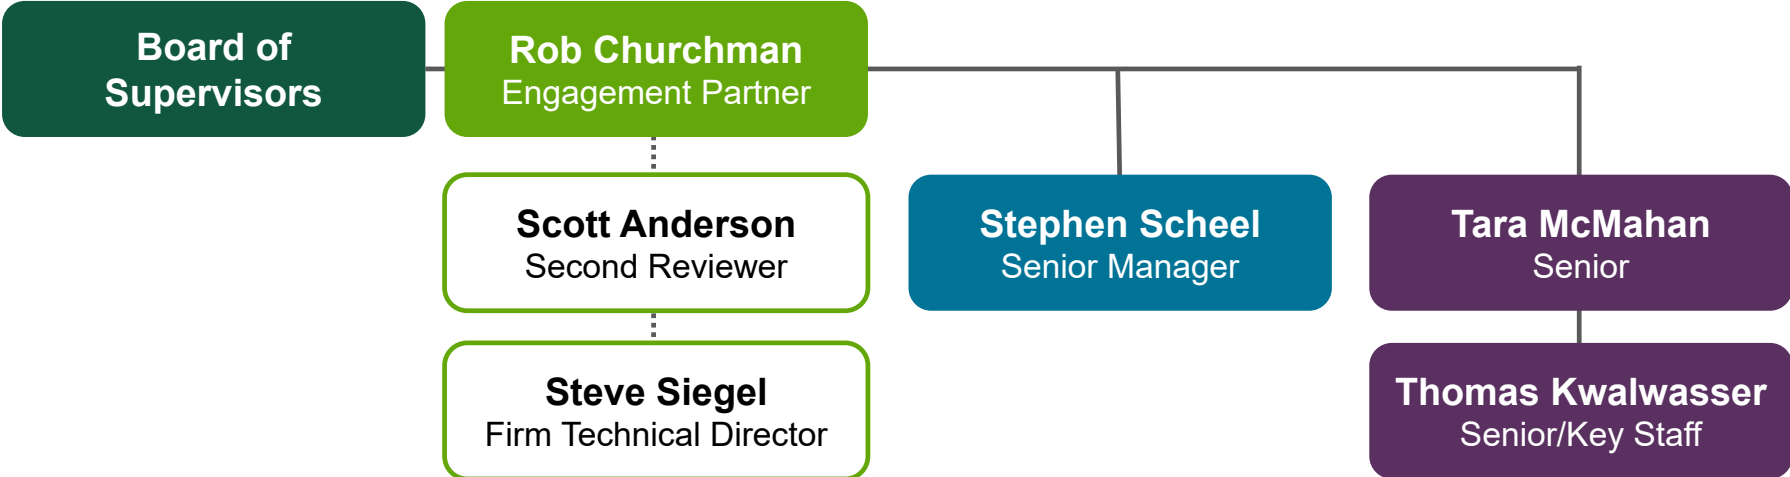 Board of
Supervisors
Rob Churchman
Engagement Partner
Scott Anderson
Second Reviewer
Stephen Scheel
Senior Manager
Tara McMahan
Senior
Steve Siegel
Firm Technical Director
Thomas Kwalwasser
Senior/Key Staff